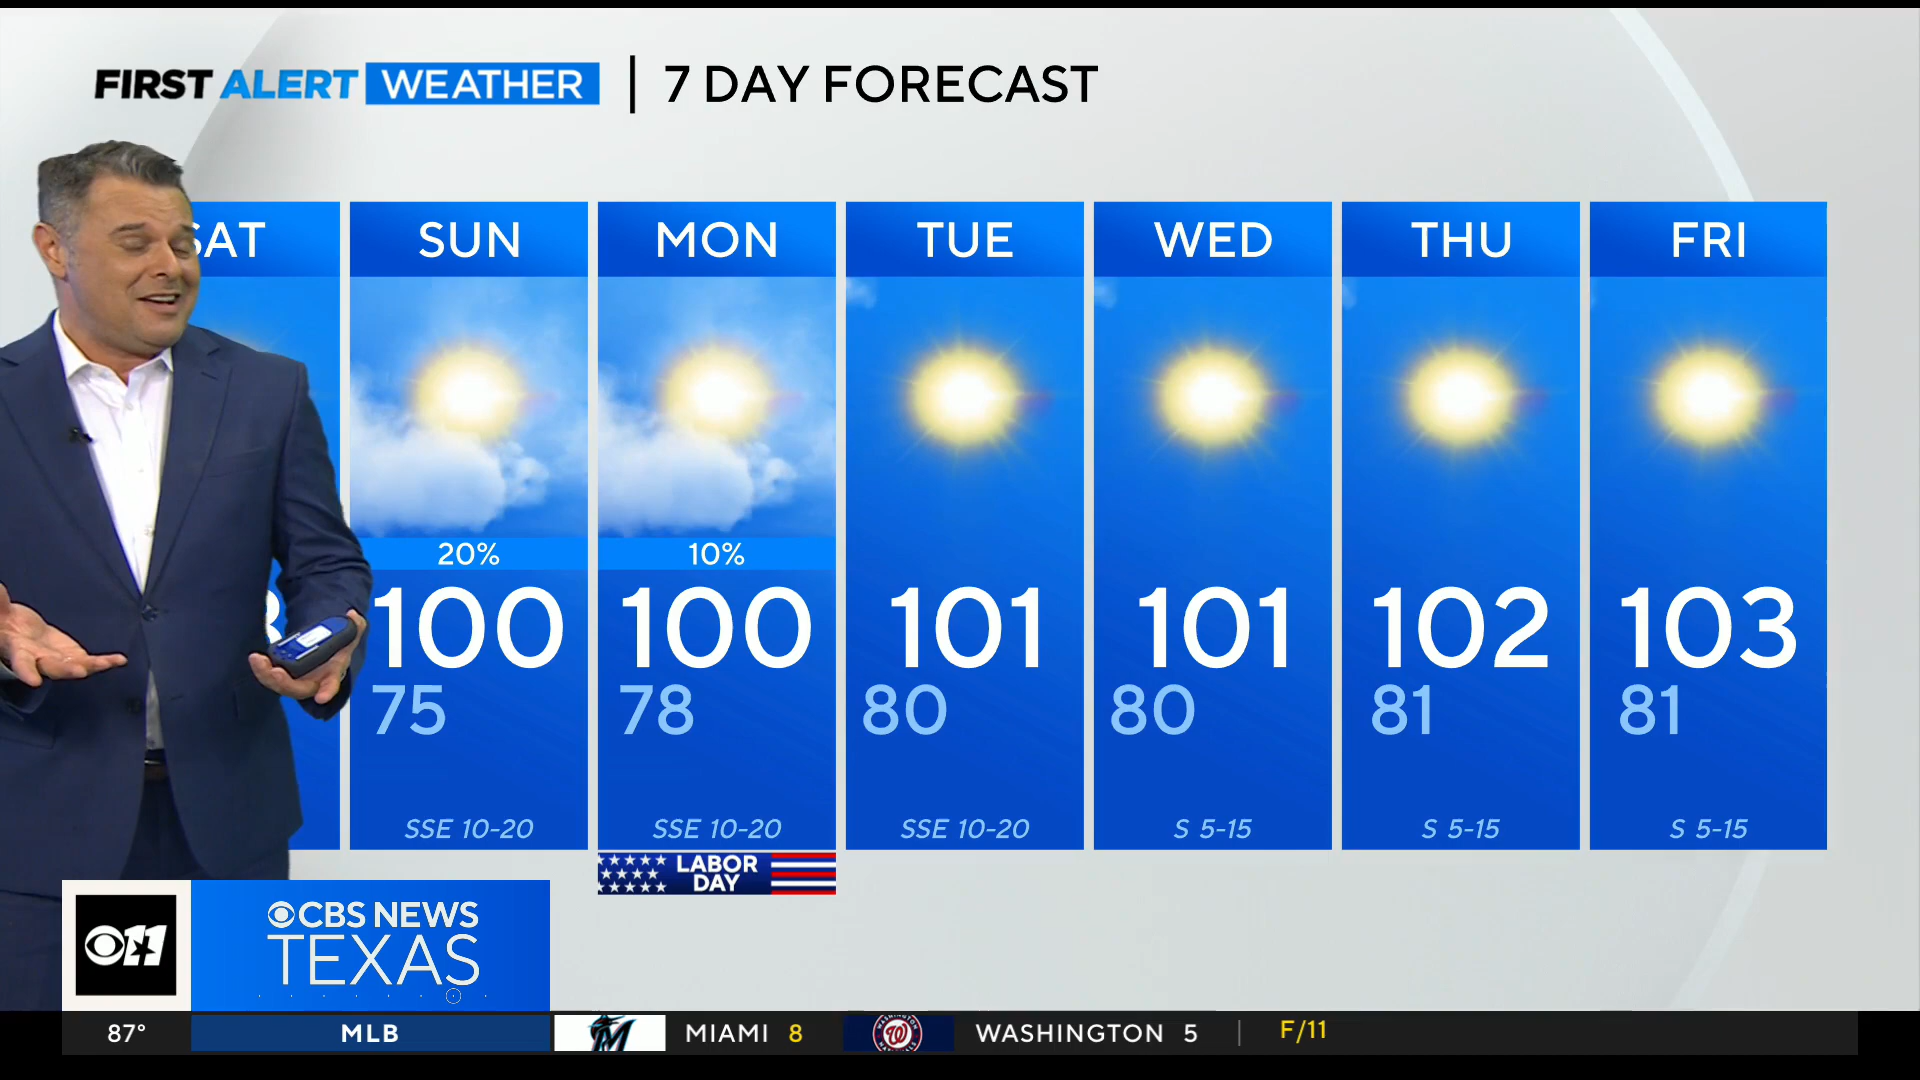 FIRST ALERT WEATHER | 7 DAY FORECAST
SAT SUN MON TUE WED THU FRI
20% 10%
100 100 101 101 102 103
75 78 80 80 81 81
SSE 10-20 SSE 10-20 SSE 10-20 S 5-15 S 5-15 S 5-15
LABOR
DAY
11
CBS NEWS
TEXAS
87° MLB MIAMI 8 W WASHINGTON 5 | F/11